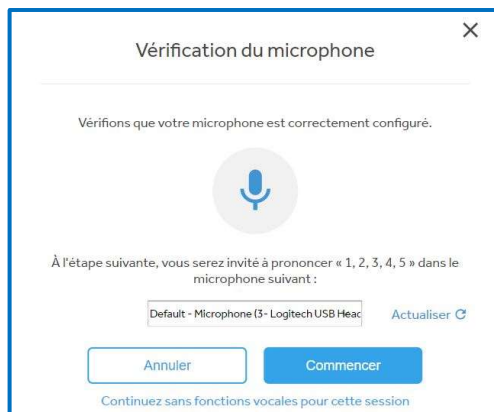 Vérification du microphone
Vérifions que votre microphone est correctement configuré.
À l'étape suivante, vous serez invité à prononcer « 1, 2, 3, 4, 5 » dans le
microphone suivant :
Default - Microphone (3- Logitech USB Heac
Actualiser
Annuler
Commencer
Continuez sans fonctions vocales pour cette session